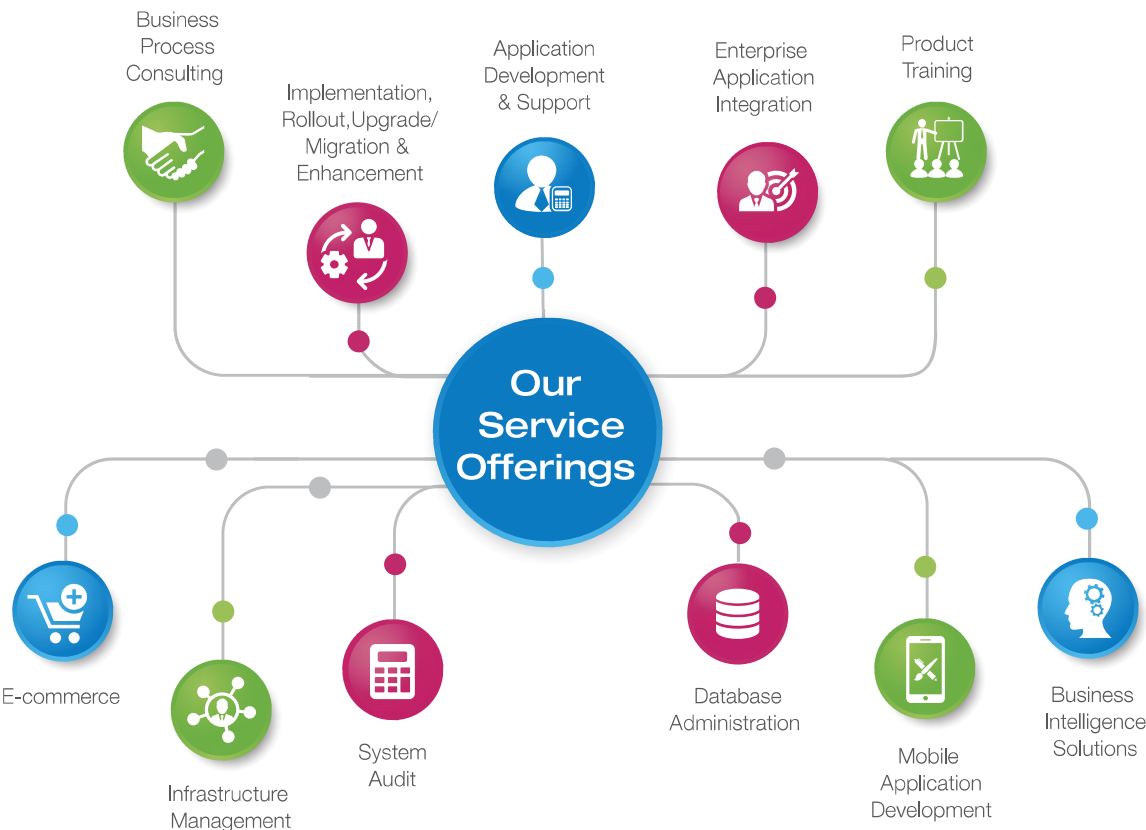 Business
Process
Consulting
Implementation,
Rollout,Upgrade/
Migration &
Enhancement
Application
Development
& Support
Enterprise
Application
Integration
Product
Training
Our
Service
Offerings
E-commerce
Infrastructure
Management
System
Audit
Database
Administration
Mobile
Application
Development
Business
Intelligence
Solutions